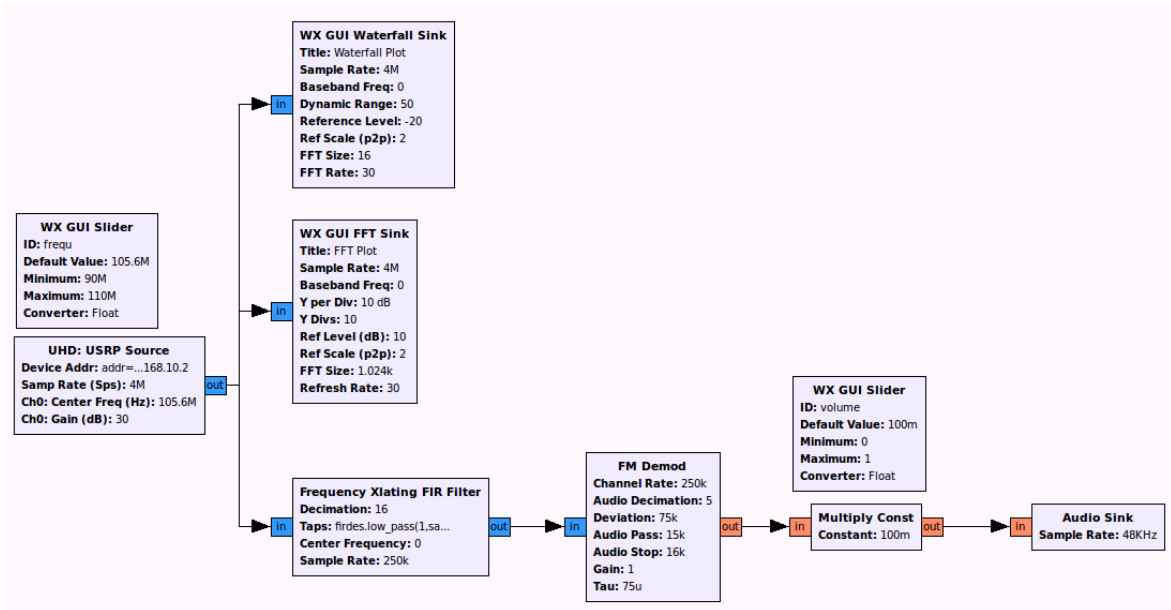 WX GUI Waterfall Sink
Title: Waterfall Plot
Sample Rate: 4M
Baseband Freq: 0
Dynamic Range: 50
Reference Level: -20
Ref Scale (p2p): 2
FFT Size: 16
FFT Rate: 30
in
WX GUI Slider
ID: frequ
Default Value: 105.6M
Minimum: 90M
Maximum: 110M
Converter: Float
WX GUI FFT Sink
Title: FFT Plot
Sample Rate: 4M
Baseband Freq: 0
Y per Div: 10 dB
Y Divs: 10
Ref Level (dB): 10
Ref Scale (p2p): 2
FFT Size: 1.024k
Refresh Rate: 30
in
UHD: USRP Source
Device Addr: addr=...168.10.2
Samp Rate (Sps): 4M
Ch0: Center Freq (Hz): 105.6M
Ch0: Gain (dB): 30
out
WX GUI Slider
ID: volume
Default Value: 100m
Minimum: 0
Maximum: 1
Converter: Float
in
Frequency Xlating FIR Filter
Decimation: 16
Taps: firdes.low_pass(1,sa...
Center Frequency: 0
Sample Rate: 250k
out
in
FM Demod
Channel Rate: 250k
Audio Decimation: 5
Deviation: 75k
Audio Pass: 15k
Audio Stop: 16k
Gain: 1
Tau: 75u
out
in
Multiply Const
Constant: 100m
out
in
Audio Sink
Sample Rate: 48KHz